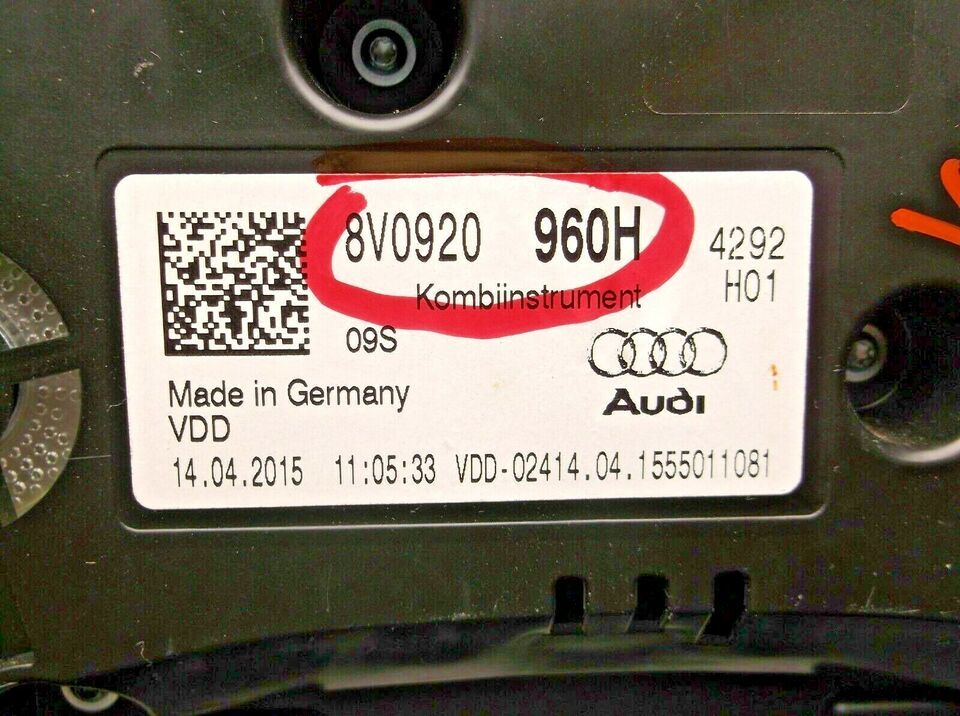 8V0920 960H 4292
H01
Kombiinstrument
09S
Audi
Made in Germany
VDD
14.04.2015 11:05:33 VDD-02414.04.1555011081